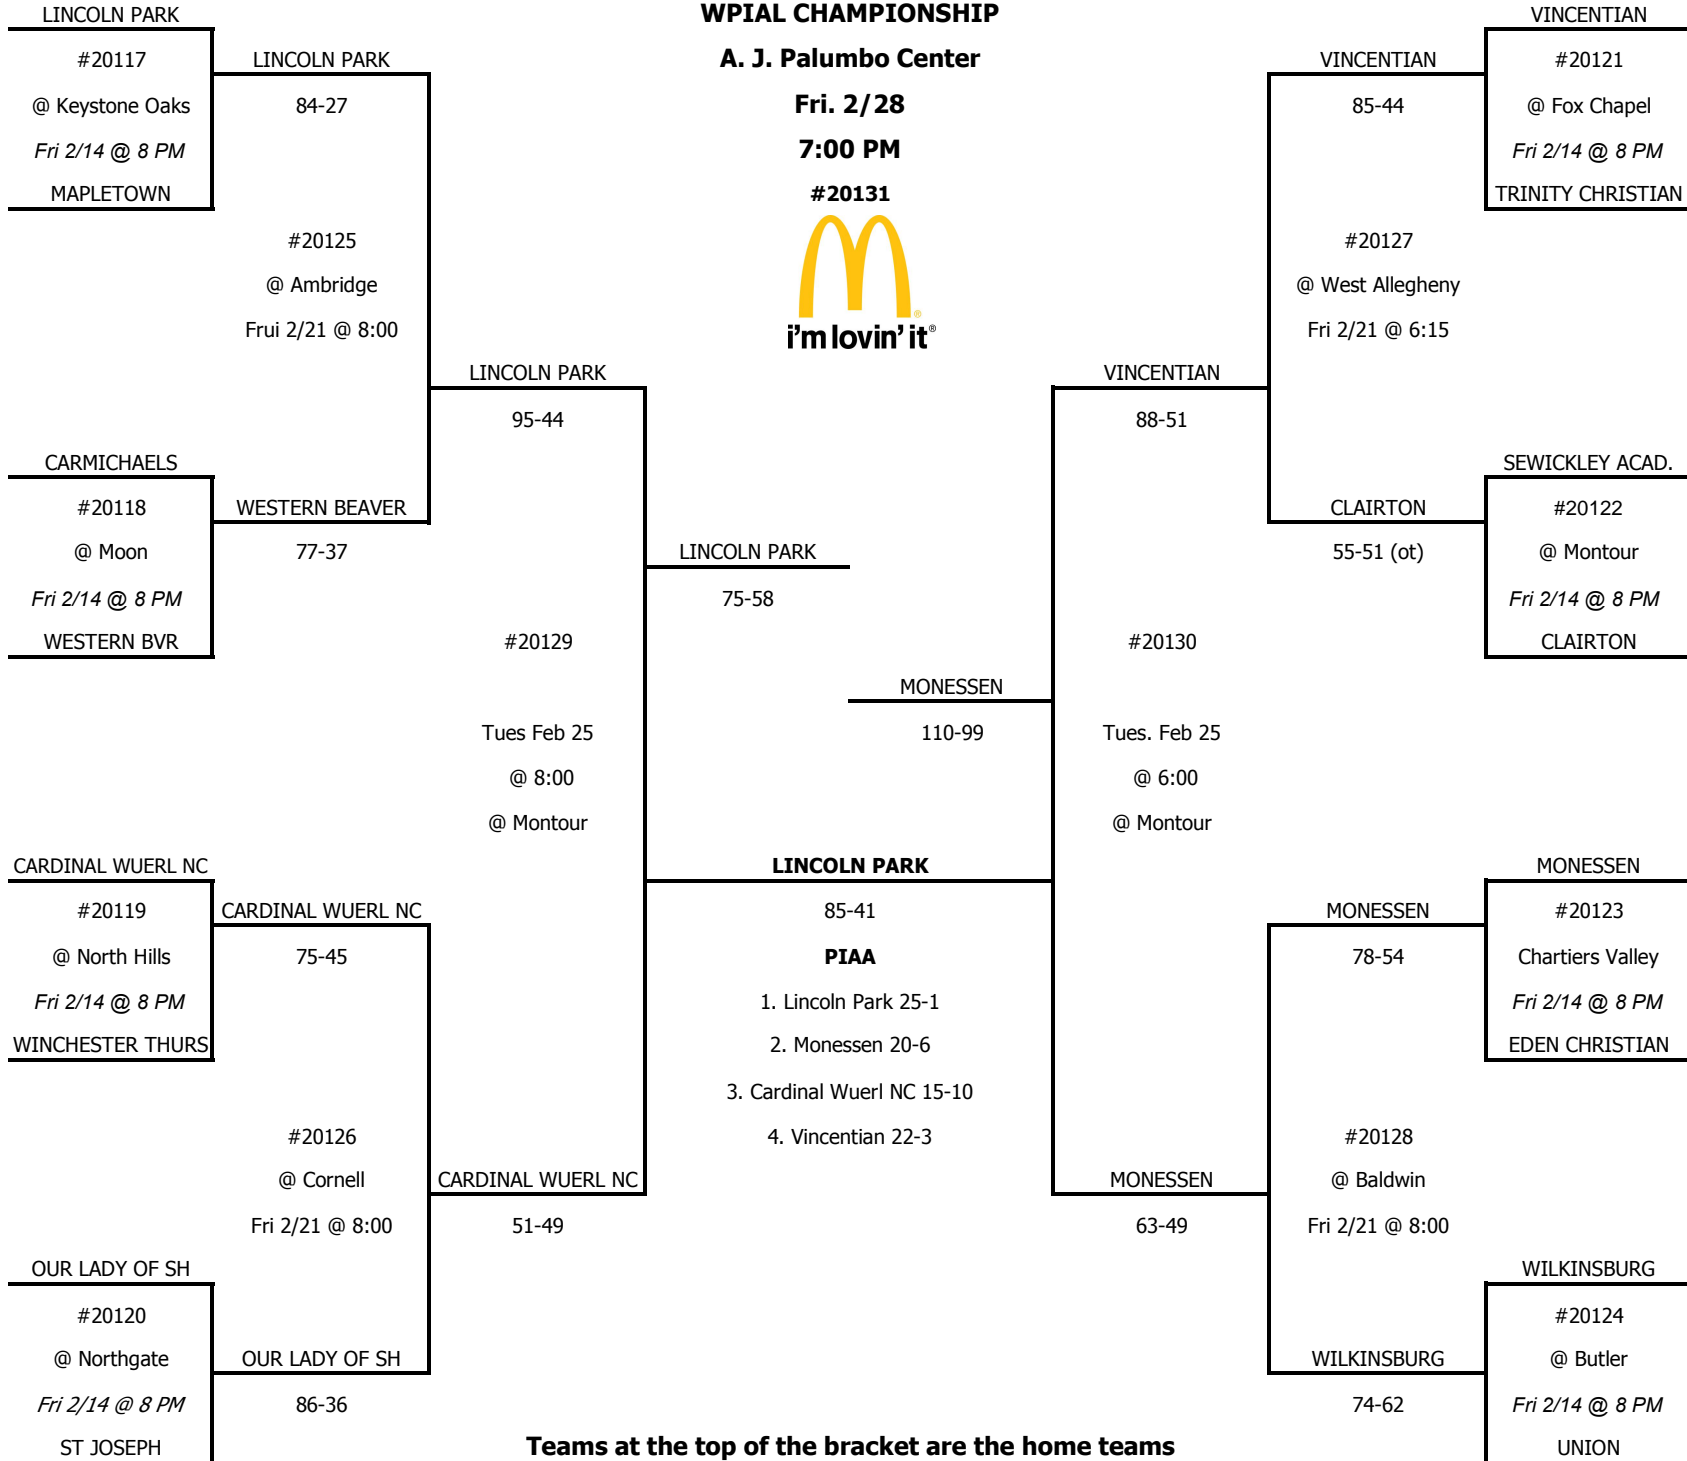 LINCOLN PARK
#20117
@ Keystone Oaks
Fri 2/14 @ 8 PM
MAPLETOWN
LINCOLN PARK
84-27
#20125
@ Ambridge
Frui 2/21 @ 8:00
CARMICHAELS
#20118
@ Moon
Fri 2/14 @ 8 PM
WESTERN BVR
WESTERN BEAVER
77-37
LINCOLN PARK
95-44
CARDINAL WUERL NC
#20119
@ North Hills
Fri 2/14 @ 8 PM
WINCHESTER THURS
CARDINAL WUERL NC
75-45
#20126
@ Cornell
Fri 2/21 @ 8:00
OUR LADY OF SH
#20120
@ Northgate
Fri 2/14 @ 8 PM
ST JOSEPH
OUR LADY OF SH
86-36
CARDINAL WUERL NC
51-49
#20129
Tues Feb 25
@ 8:00
@ Montour
LINCOLN PARK
75-58
WPIAL CHAMPIONSHIP
A. J. Palumbo Center
Fri. 2/28
7:00 PM
#20131
®
i'm lovin' it®
MONESSEN
110-99
LINCOLN PARK
85-41
PIAA
1. Lincoln Park 25-1
2. Monessen 20-6
3. Cardinal Wuerl NC 15-10
4. Vincentian 22-3
Teams at the top of the bracket are the home teams
VINCENTIAN
88-51
#20130
Tues. Feb 25
@ 6:00
@ Montour
MONESSEN
63-49
VINCENTIAN
85-44
#20127
@ West Allegheny
Fri 2/21 @ 6:15
CLAIRTON
55-51 (ot)
MONESSEN
78-54
#20128
@ Baldwin
Fri 2/21 @ 8:00
WILKINSBURG
74-62
VINCENTIAN
#20121
@ Fox Chapel
Fri 2/14 @ 8 PM
TRINITY CHRISTIAN
SEWICKLEY ACAD.
#20122
@ Montour
Fri 2/14 @ 8 PM
CLAIRTON
MONESSEN
#20123
Chartiers Valley
Fri 2/14 @ 8 PM
EDEN CHRISTIAN
WILKINSBURG
#20124
@ Butler
Fri 2/14 @ 8 PM
UNION